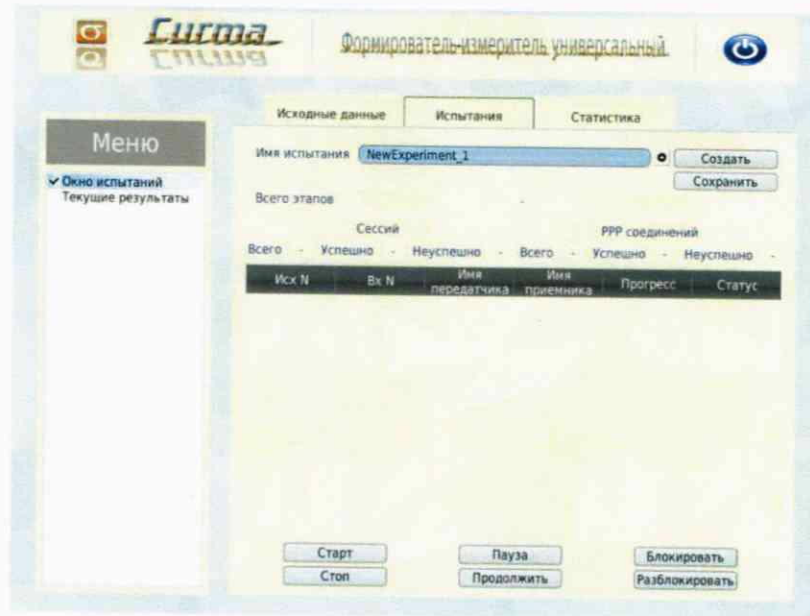 σ Сигма Формирователь-измеритель универсальный
Исходные данные Испытания Статистика
Меню
✔ Окно испытаний
Текущие результаты
Имя испытания NewExperiment_1 Создать
Сохранить
Всего этапов -
Сессий PPP соединений
Всего - Успешно - Неуспешно - Всего - Успешно - Неуспешно -
Исх N Вх N Имя передатчика Имя приемника Прогресс Статус
Старт Пауза Блокировать
Стоп Продолжить Разблокировать